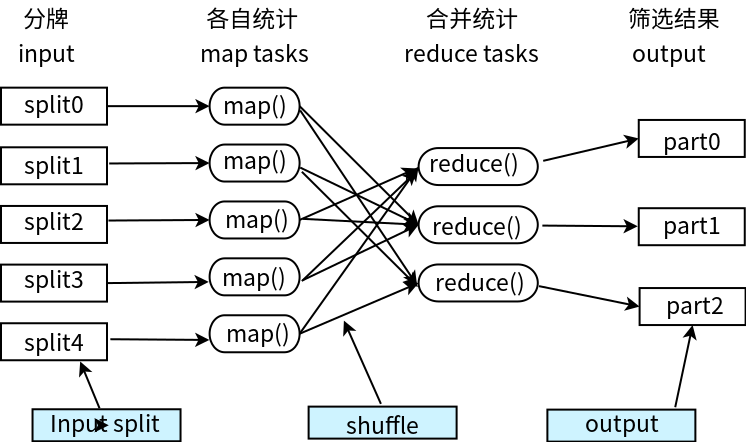 分牌 各自统计 合并统计 筛选结果
input map tasks reduce tasks output
split0 map()
split1 map() reduce() part0
split2 map() reduce() part1
split3 map() reduce() part2
split4 map()
Input split shuffle output